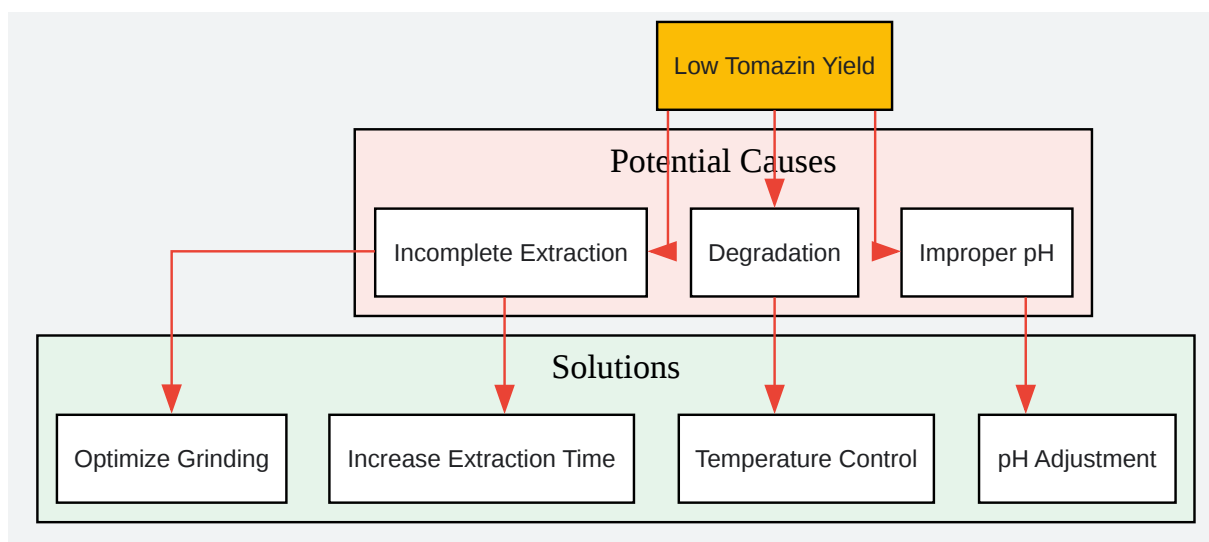 Low Tomazin Yield
Potential Causes
Incomplete Extraction
Degradation
Improper pH
Solutions
Optimize Grinding
Increase Extraction Time
Temperature Control
pH Adjustment